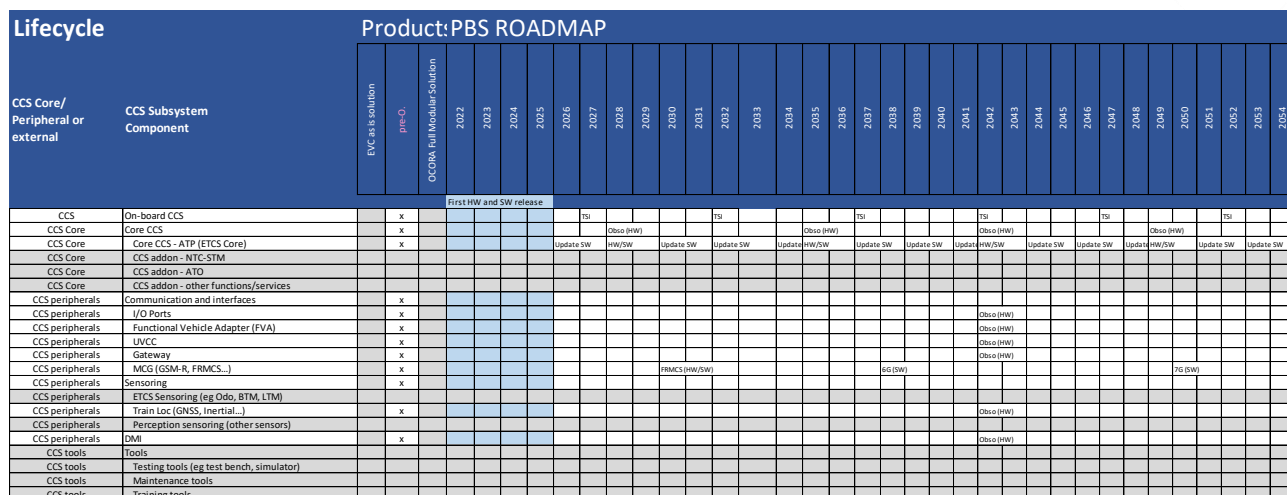 Lifecycle Products PBS ROADMAP
CCS Core/ Peripheral or external CCS Subsystem Component EVC as is solution pre-O. OCORA Full Modular Solution 2022 2023 2024 2025 2026 2027 2028 2029 2030 2031 2032 2033 2034 2035 2036 2037 2038 2039 2040 2041 2042 2043 2044 2045 2046 2047 2048 2049 2050 2051 2052 2053 2054
First HW and SW release
CCS On-board CCS x TSI TSI TSI TSI TSI TSI
CCS Core Core CCS x Obso (HW) Obso (HW) Obso (HW) Obso (HW)
CCS Core Core CCS - ATP (ETCS Core) x Update SW HW/SW Update SW Update SW Update HW/SW Update SW Update SW Update HW/SW Update SW Update SW Update HW/SW Update SW Update SW
CCS Core CCS addon - NTC-STM
CCS Core CCS addon - ATO
CCS Core CCS addon - other functions/services
CCS peripherals Communication and interfaces x
CCS peripherals I/O Ports x Obso (HW)
CCS peripherals Functional Vehicle Adapter (FVA) x Obso (HW)
CCS peripherals UVCC x Obso (HW)
CCS peripherals Gateway x Obso (HW)
CCS peripherals MCG (GSM-R, FRMCS...) x FRMCS (HW/SW) 6G (SW) 7G (SW)
CCS peripherals Sensoring x
CCS peripherals ETCS Sensoring (eg Odo, BTM, LTM)
CCS peripherals Train Loc (GNSS, Inertial...) x Obso (HW)
CCS peripherals Perception sensoring (other sensors)
CCS peripherals DMI x Obso (HW)
CCS tools Tools
CCS tools Testing tools (eg test bench, simulator)
CCS tools Maintenance tools
CCS tools Training tools